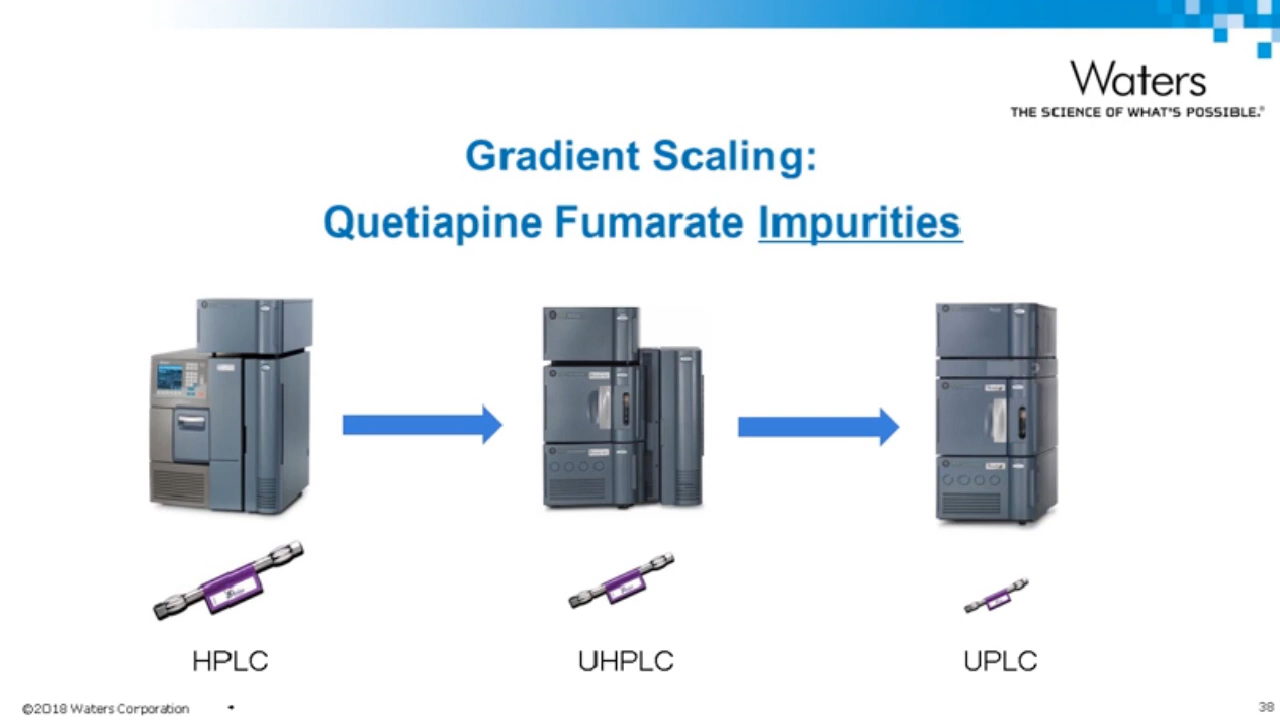 Waters
THE SCIENCE OF WHAT'S POSSIBLE.®
Gradient Scaling:
Quetiapine Fumarate Impurities
HPLC
UHPLC
UPLC
©2018 Waters Corporation
38